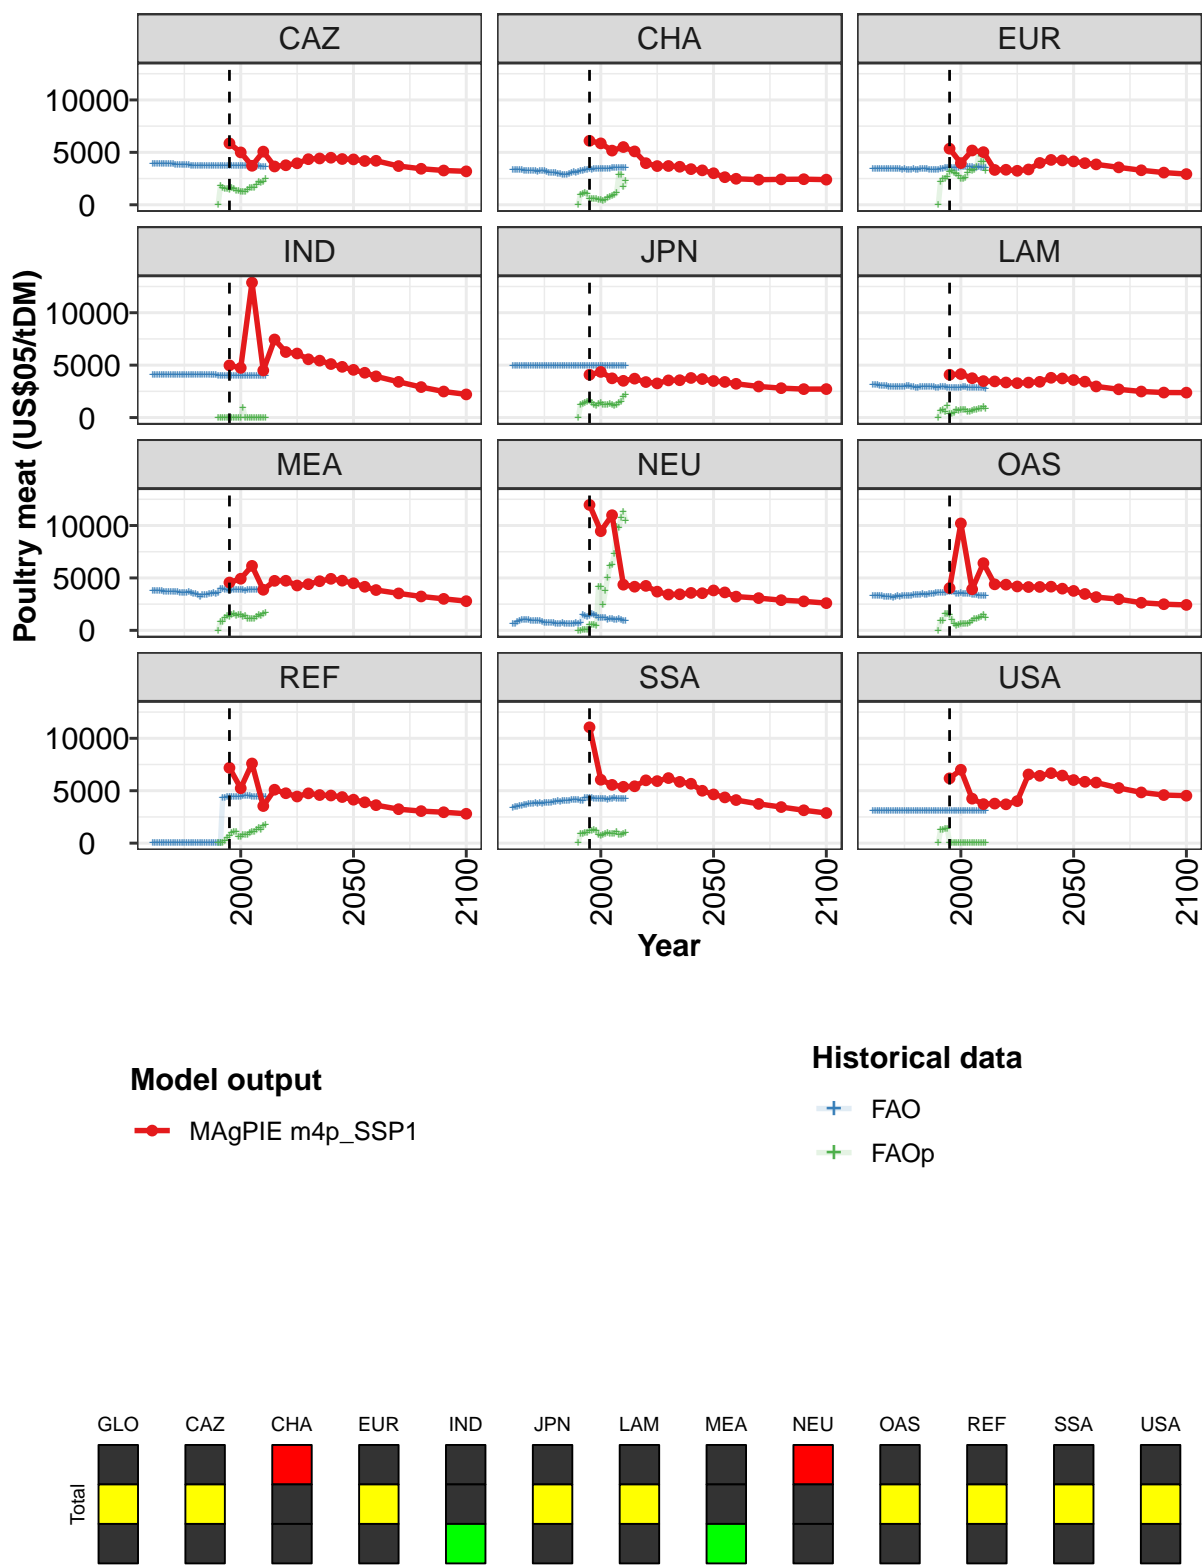 CAZ CHA EUR
10000
5000
0
IND JPN LAM
10000
5000
0
Poultry meat (US$05/tDM)
MEA NEU OAS
10000
5000
0
REF SSA USA
10000
5000
0
2000 2050 2100 2000 2050 2100 2000 2050 2100
Year
Model output
MAgPIE m4p_SSP1
Historical data
FAO
FAOp
GLO CAZ CHA EUR IND JPN LAM MEA NEU OAS REF SSA USA
Total